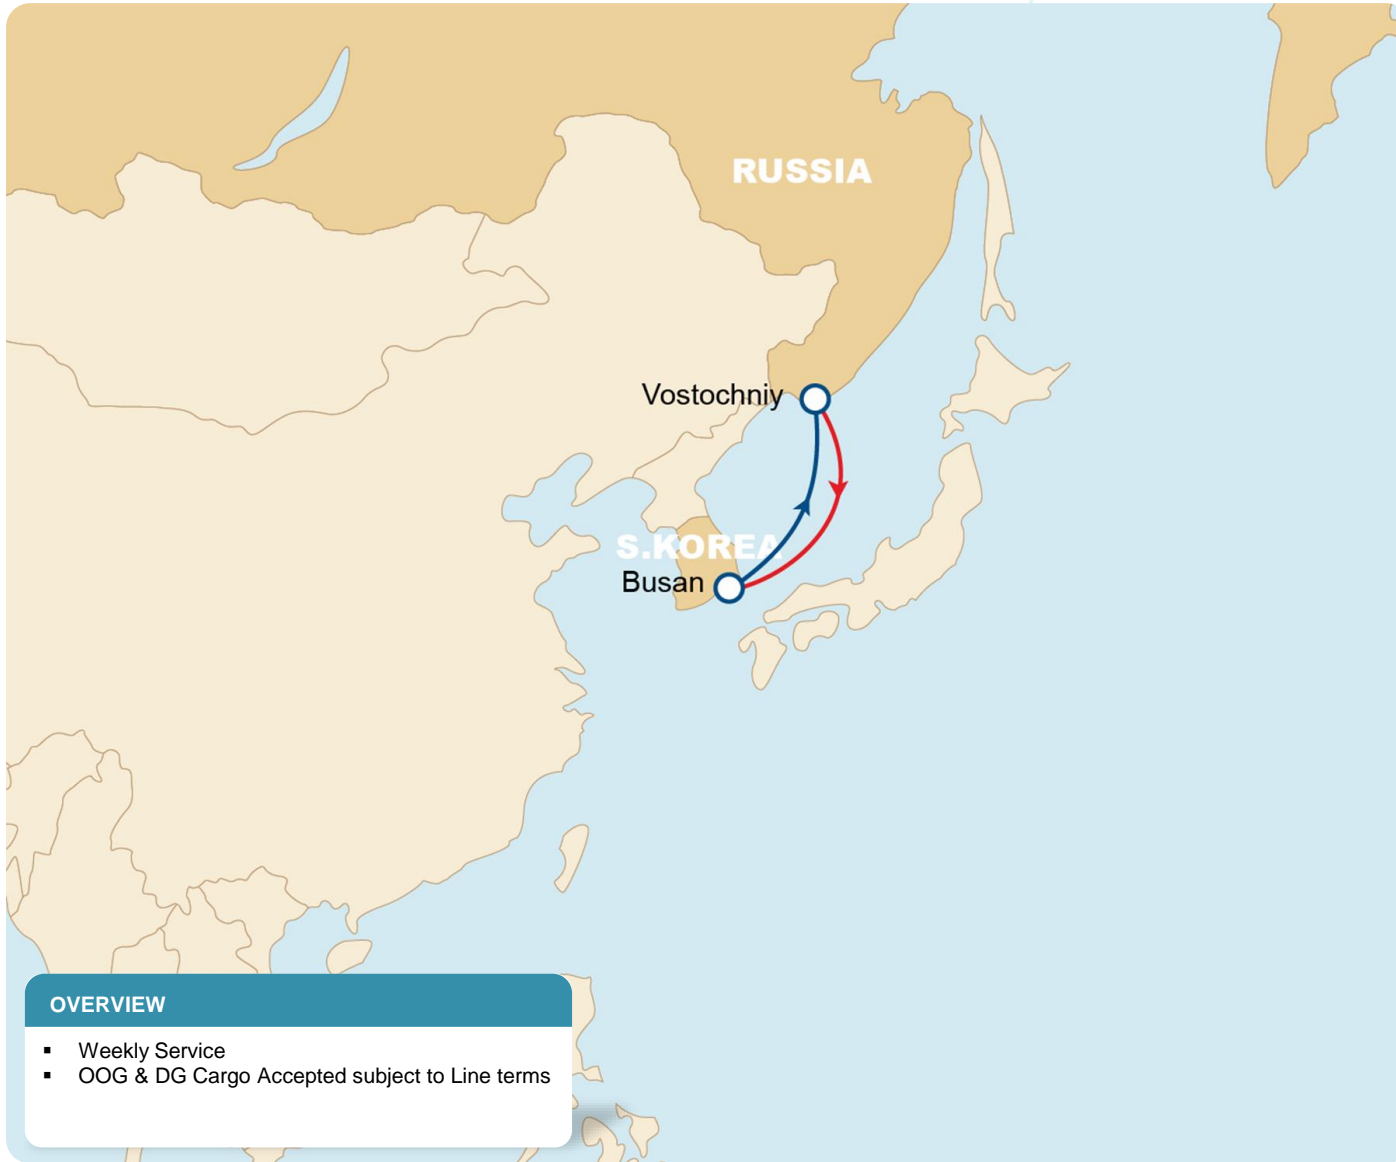 RUSSIA
Vostochniy
S.KOREA
Busan
OVERVIEW
▪ Weekly Service
▪ OOG & DG Cargo Accepted subject to Line terms